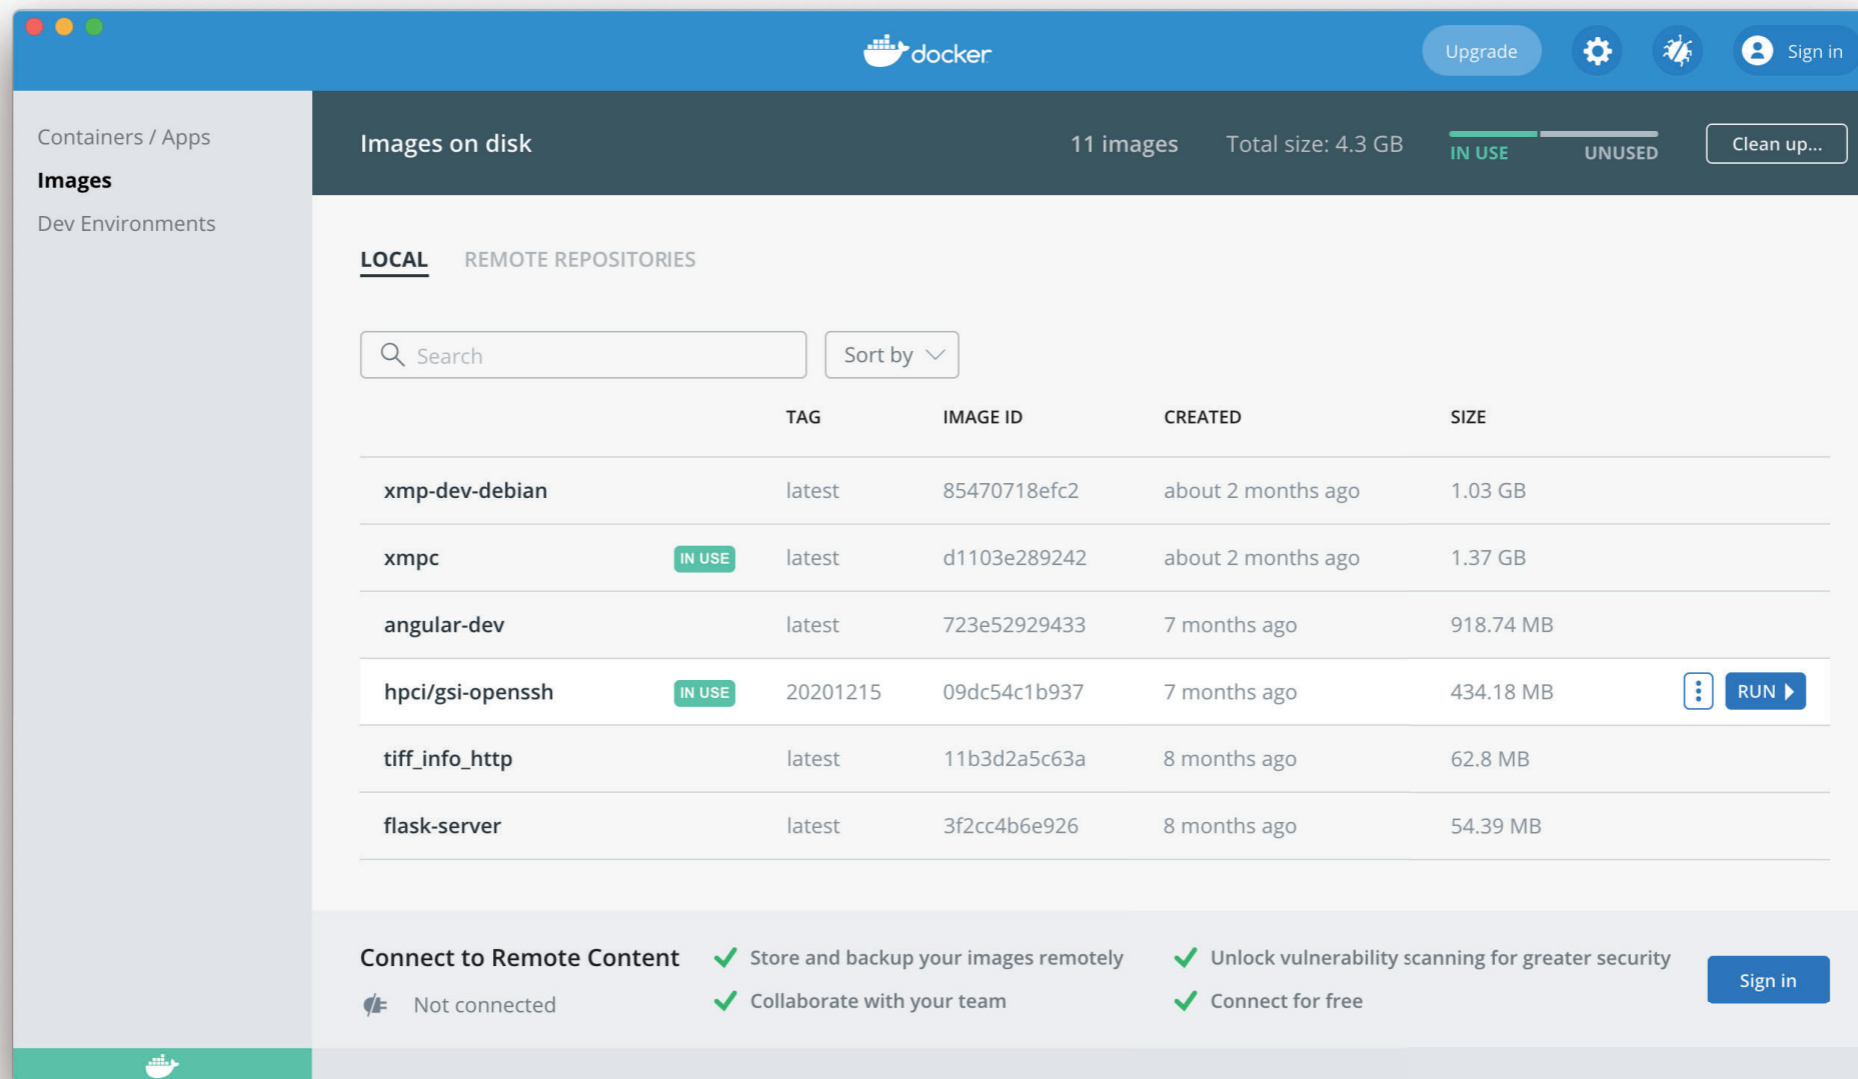 docker
Upgrade
Sign in
Containers / Apps
Images
Dev Environments
Images on disk
11 images
Total size: 4.3 GB
IN USE
UNUSED
Clean up...
LOCAL
REMOTE REPOSITORIES
Search
Sort by
TAG IMAGE ID CREATED SIZE
xmp-dev-debian latest 85470718efc2 about 2 months ago 1.03 GB
xmpc IN USE latest d1103e289242 about 2 months ago 1.37 GB
angular-dev latest 723e52929433 7 months ago 918.74 MB
hpci/gsi-openssh IN USE 20201215 09dc54c1b937 7 months ago 434.18 MB RUN
tiff_info_http latest 11b3d2a5c63a 8 months ago 62.8 MB
flask-server latest 3f2cc4b6e926 8 months ago 54.39 MB
Connect to Remote Content
Not connected
Store and backup your images remotely
Collaborate with your team
Unlock vulnerability scanning for greater security
Connect for free
Sign in